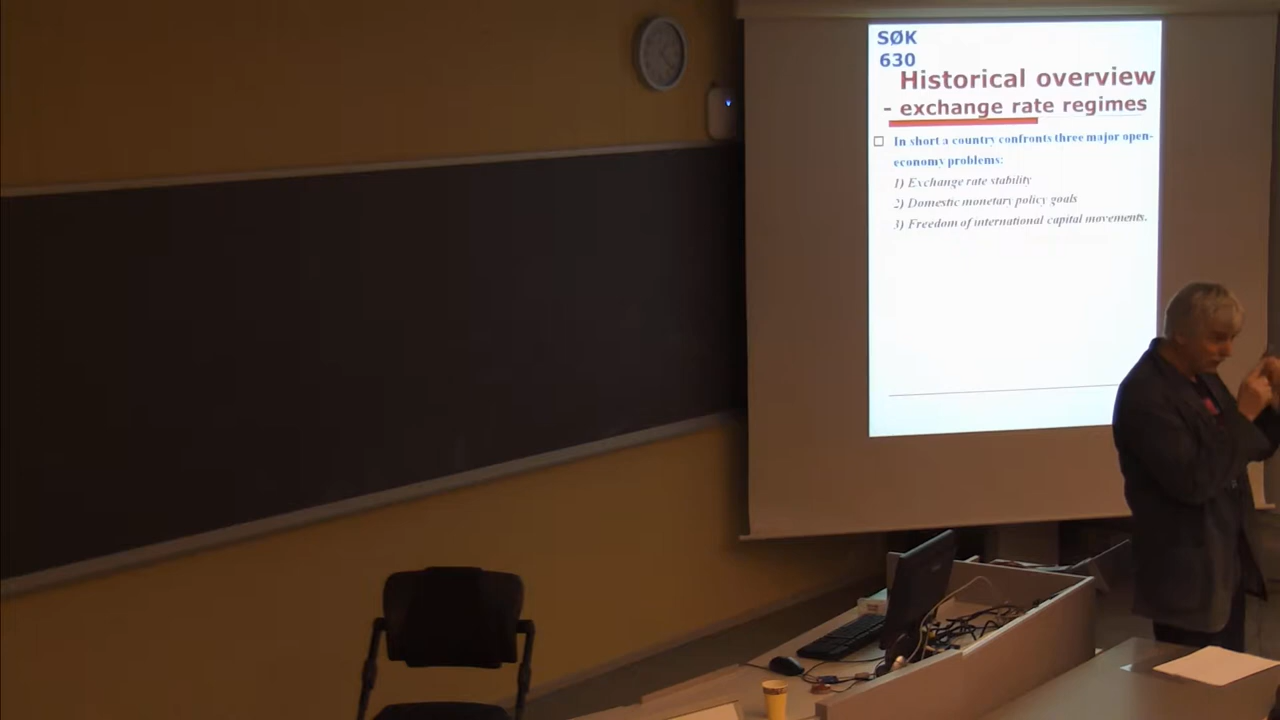 SØK
630
Historical overview
- exchange rate regimes
In short a country confronts three major open-
economy problems:
1) Exchange rate stability
2) Domestic monetary policy goals
3) Freedom of international capital movements.